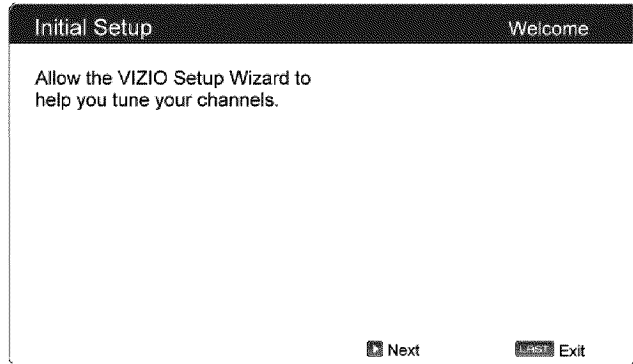 Initial Setup Welcome
Allow the VIZIO Setup Wizard to
help you tune your channels.
Next LAST Exit